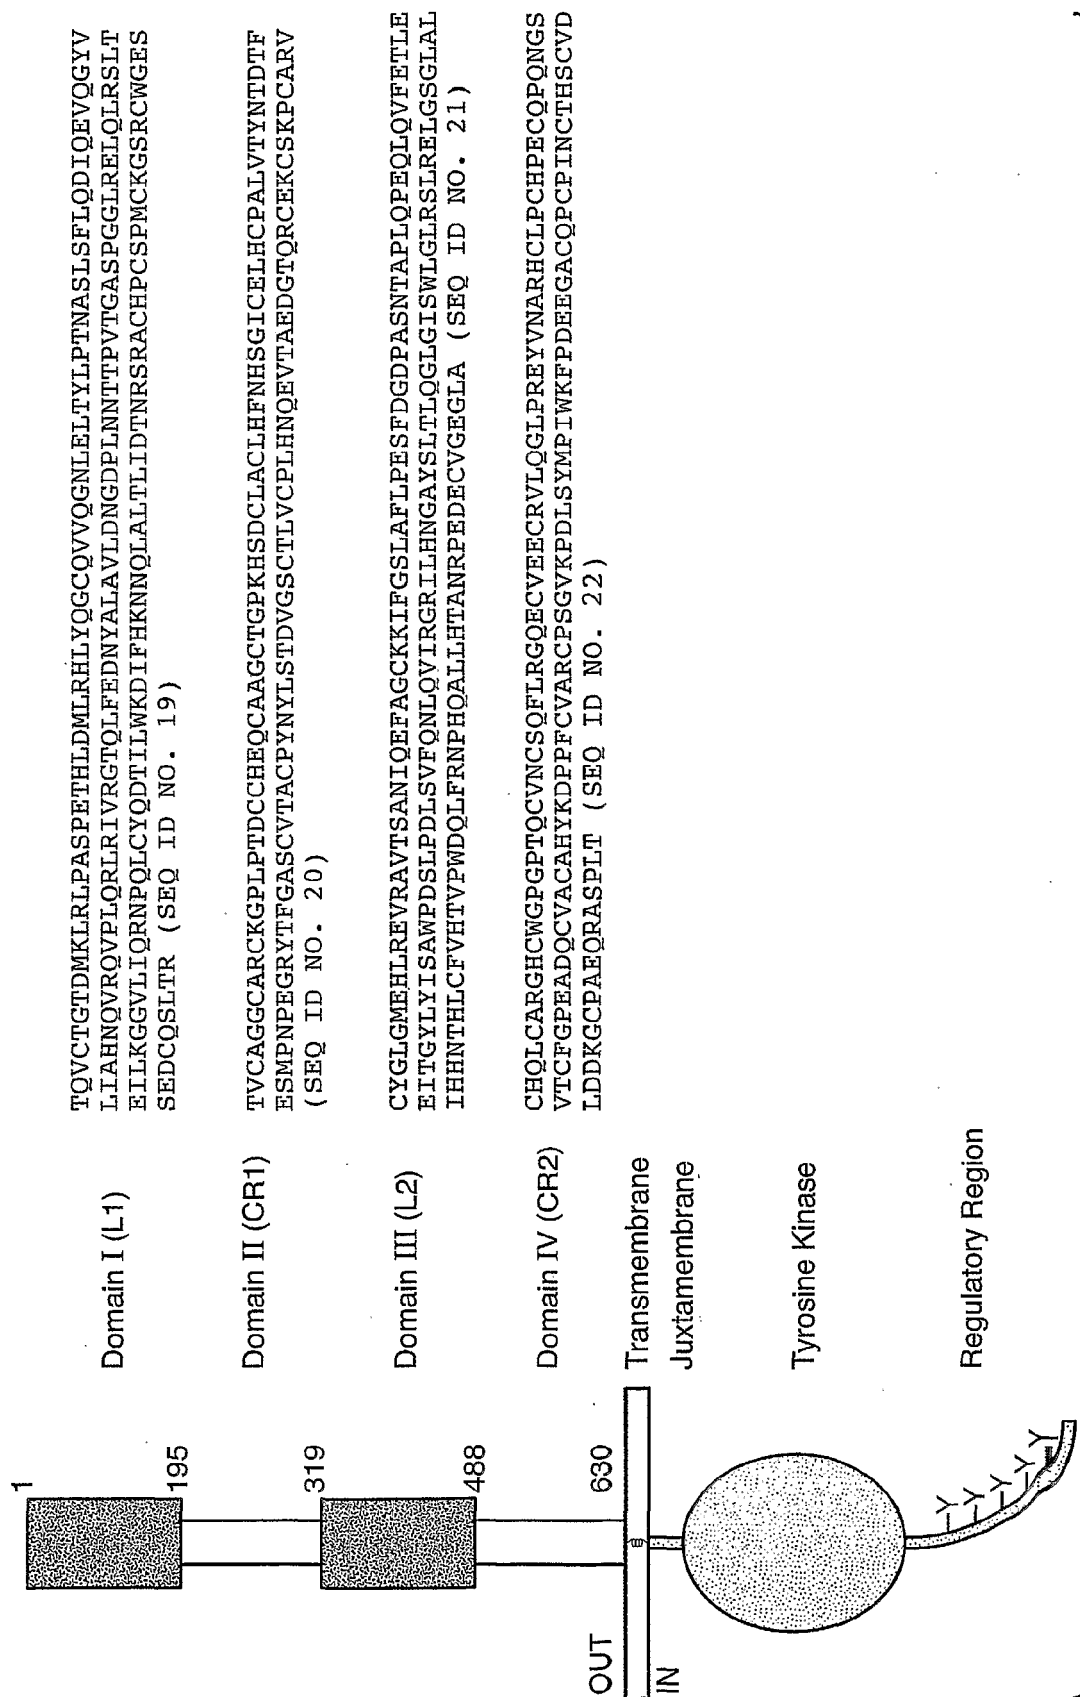 1
195
319
488
630
OUT
IN
Domain I (L1)
TQVCTGTDMKLRLPASPETHLDMLRHLYQGCQVVQGNLELTYLPTNASLSFLQDIQEVQGYV
LIAHNQVRQVPLQRLRIVRGTQLFEDNYALAVLDNGDPLNNTTPVTGASPGGLRELQLRSLT
EILKGGVLIQRNPQLCYQDTILWKDIFHKNNQLALTLIDTNRSRACHPCSPMCKGSRCWGES
SEDCQSLTR (SEQ ID NO. 19)
Domain II (CR1)
TVCAGGCARCKGPLPTDCCHEQCAAGCTGPKHSDCLACLHFNHSGICELHCPALVTYNTDTF
ESMPNPEGRYTFGASCVTACPYNYLSTDVGSCTLVCPLHNQEVTAEDGTQRCEKCSKPCARV
(SEQ ID NO. 20)
Domain III (L2)
CYGLGMEHLREVRAVTSANIQEFAGCKKIFGSLAFLPESFDGDPASNTAPLQPEQLQVFETLE
EITGYLYISAWPDSLPDLSVFQNLQVIRGRILHNGAYSLTLQGLGISWLGLRSLRELGSGLAL
IHHNTHLCFVHTVPWDQLFRNPHQALLHTANRPEDECVGEGLA (SEQ ID NO. 21)
Domain IV (CR2)
CHQLCARGHCWGPGPTQCVNCSQFLRGQECVEECRVLQGLPREYVNARHCLPCHPECQPQNGS
VTCFGPEADQCVACAHYKDPPFCVARCPSGVKPDLSYMPIWKFPDEEGACQPCPINCTHSCVD
LDDKGCPAEQRASPLT (SEQ ID NO. 22)
Transmembrane
Juxtamembrane
Tyrosine Kinase
Regulatory Region
Y
Y
Y
Y
Y